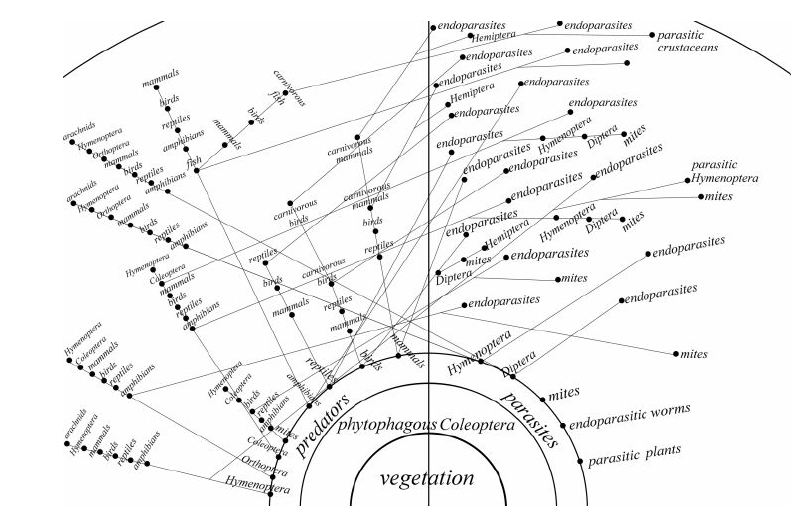 endoparasites
endoparasites
Hemiptera
parasitic
crustaceans
endoparasites
endoparasites
mammals
birds
reptiles
amphibians
fish
mammals
birds
carnivorous
fish
endoparasites
endoparasites
Hemiptera
endoparasites
endoparasites
arachnids
Hymenoptera
Orthoptera
mammals
birds
reptiles
amphibians
carnivorous
mammals
endoparasites
Hymenoptera
Diptera
mites
endoparasites
endoparasites
endoparasites
parasitic
Hymenoptera
mites
arachnids
Hymenoptera
Orthoptera
mammals
birds
reptiles
amphibians
carnivorous
birds
carnivorous
mammals
birds
reptiles
endoparasites
endoparasites
Hymenoptera
Diptera
mites
Hemiptera
mites
Diptera
endoparasites
mites
endoparasites
Hymenoptera
Coleoptera
mammals
birds
reptiles
amphibians
reptiles
birds
mammals
carnivorous
birds
reptiles
mammals
endoparasites
endoparasites
mites
Hymenoptera
Coleoptera
mammals
birds
reptiles
amphibians
Hymenoptera
Coleoptera
birds
reptiles
amphibians
mites
arachnids
Hymenoptera
mammals
birds
reptiles
amphibians
Hymenoptera
Orthoptera
Coleoptera
amphibians
reptiles
birds
mammals
Hymenoptera
Diptera
mites
endoparasitic worms
parasitic plants
predators
parasites
phytophagous Coleoptera
vegetation